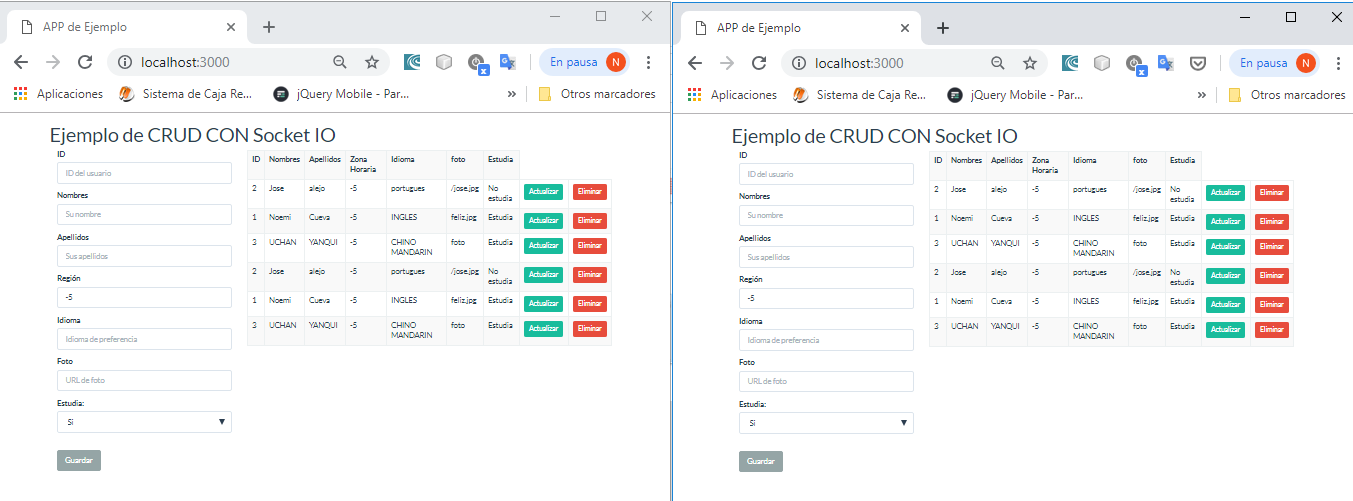 APP de Ejemplo
localhost:3000
En pausa N
Aplicaciones Sistema de Caja Re... jQuery Mobile - Par... » Otros marcadores
Ejemplo de CRUD CON Socket IO
ID
ID del usuario
Nombres
Su nombre
Apellidos
Sus apellidos
Región
-5
Idioma
Idioma de preferencia
Foto
URL de foto
Estudia:
Si
Guardar
ID Nombres Apellidos Zona Horaria Idioma foto Estudia
2 Jose alejo -5 portugues /jose.jpg No estudia Actualizar Eliminar
1 Noemi Cueva -5 INGLES feliz.jpg Estudia Actualizar Eliminar
3 UCHAN YANQUI -5 CHINO MANDARIN foto Estudia Actualizar Eliminar
2 Jose alejo -5 portugues /jose.jpg No estudia Actualizar Eliminar
1 Noemi Cueva -5 INGLES feliz.jpg Estudia Actualizar Eliminar
3 UCHAN YANQUI -5 CHINO MANDARIN foto Estudia Actualizar Eliminar
APP de Ejemplo
localhost:3000
En pausa N
Aplicaciones Sistema de Caja Re... jQuery Mobile - Par... » Otros marcadores
Ejemplo de CRUD CON Socket IO
ID
ID del usuario
Nombres
Su nombre
Apellidos
Sus apellidos
Región
-5
Idioma
Idioma de preferencia
Foto
URL de foto
Estudia:
Si
Guardar
ID Nombres Apellidos Zona Horaria Idioma foto Estudia
2 Jose alejo -5 portugues /jose.jpg No estudia Actualizar Eliminar
1 Noemi Cueva -5 INGLES feliz.jpg Estudia Actualizar Eliminar
3 UCHAN YANQUI -5 CHINO MANDARIN foto Estudia Actualizar Eliminar
2 Jose alejo -5 portugues /jose.jpg No estudia Actualizar Eliminar
1 Noemi Cueva -5 INGLES feliz.jpg Estudia Actualizar Eliminar
3 UCHAN YANQUI -5 CHINO MANDARIN foto Estudia Actualizar Eliminar